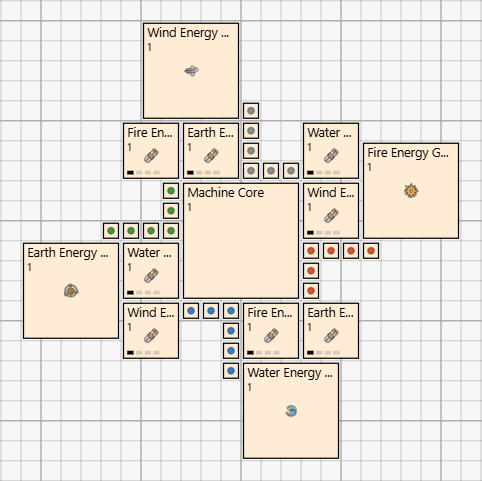 Wind Energy ...
1
Fire En...
1
Earth E...
1
Water ...
1
Fire Energy G...
1
Machine Core
1
Wind E...
1
Earth Energy ...
1
Water ...
1
Wind E...
1
Fire En...
1
Earth E...
1
Water Energy ...
1